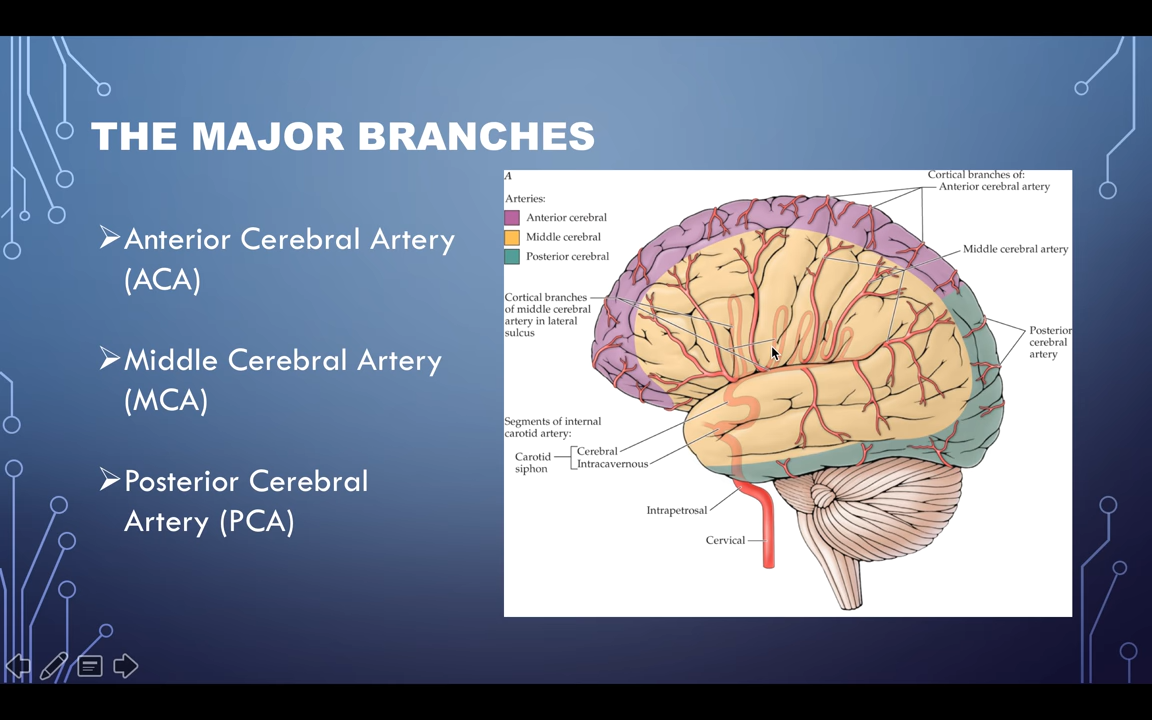 THE MAJOR BRANCHES
Anterior Cerebral Artery
(ACA)
Middle Cerebral Artery
(MCA)
Posterior Cerebral
Artery (PCA)
A
Arteries:
Anterior cerebral
Middle cerebral
Posterior cerebral
Cortical branches of:
Anterior cerebral artery
Middle cerebral artery
Cortical branches
of middle cerebral
artery in lateral
sulcus
Posterior
cerebral
artery
Segments of internal
carotid artery:
Carotid
siphon
Cerebral
Intracavernous
Intrapetrosal
Cervical